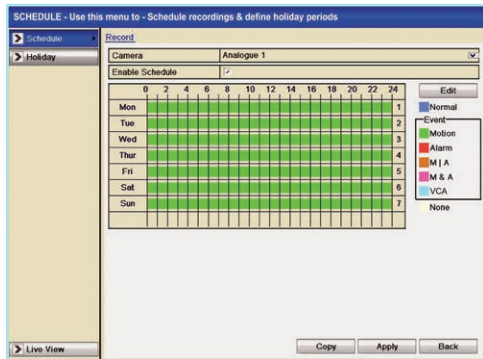 SCHEDULE - Use this menu to - Schedule recordings & define holiday periods
Schedule
Holiday
Record
Camera Analogue 1
Enable Schedule
0 2 4 6 8 10 12 14 16 18 20 22 24
Edit
Mon 1
Tue 2
Wed 3
Thur 4
Fri 5
Sat 6
Sun 7
Normal
Event
Motion
Alarm
M | A
M & A
VCA
None
Live View
Copy Apply Back